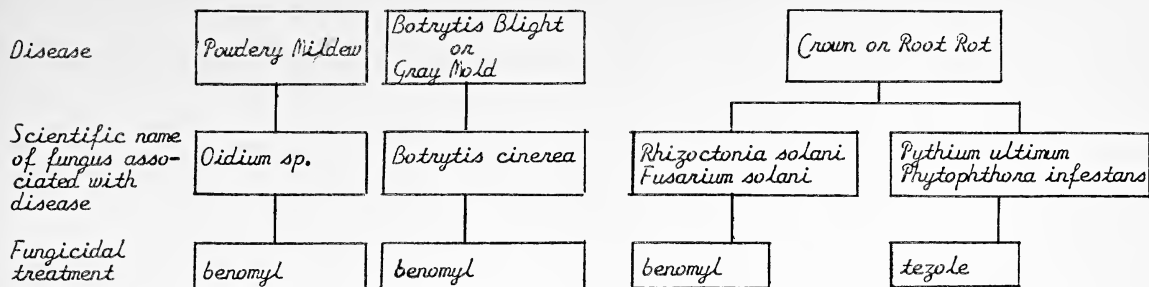 Disease
Powdery Mildew
Botrytis Blight
or
Gray Mold
Crown or Root Rot
Scientific name
of fungus asso-
ciated with
disease
Oidium sp.
Botrytis cinerea
Rhizoctonia solani
Fusarium solani
Pythium ultimum
Phytophthora infestans
Fungicidal
treatment
benomyl
benomyl
benomyl
tezole